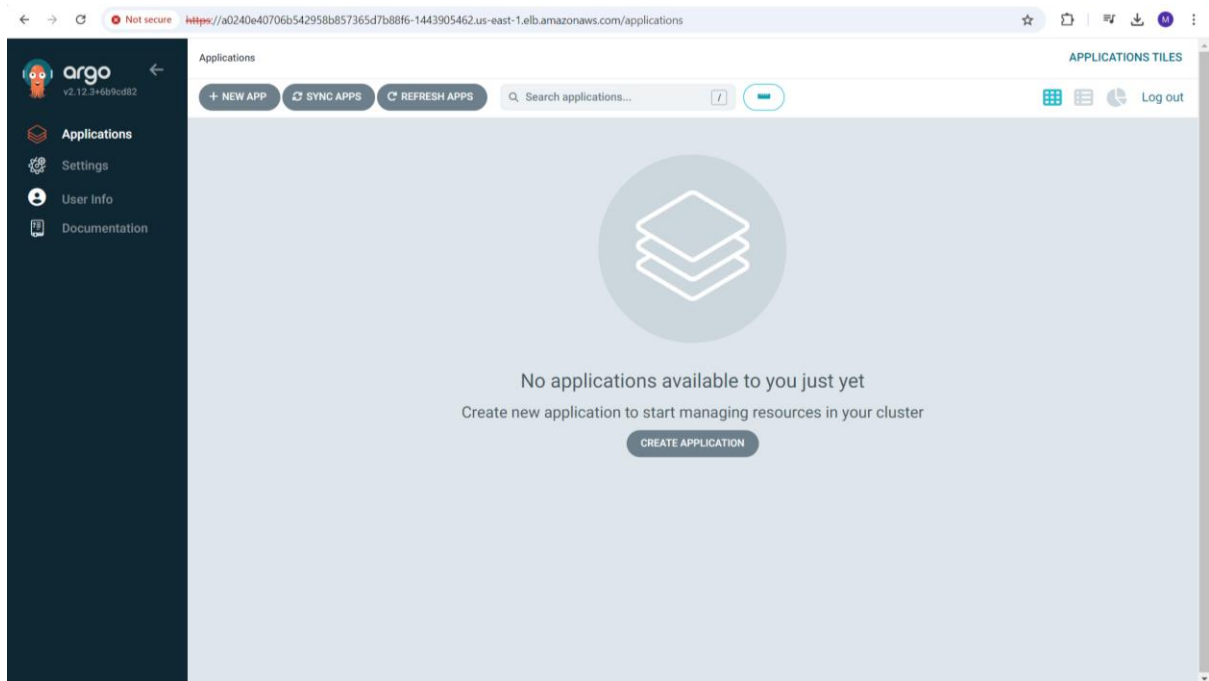 Not secure https://a0240e40706b542958b857365d7b88f6-1443905462.us-east-1.elb.amazonaws.com/applications M
argo
v2.12.3+6b9cd82
Applications
Settings
User Info
Documentation
Applications APPLICATIONS TILES
+ NEW APP SYNC APPS REFRESH APPS Search applications... / Log out
No applications available to you just yet
Create new application to start managing resources in your cluster
CREATE APPLICATION